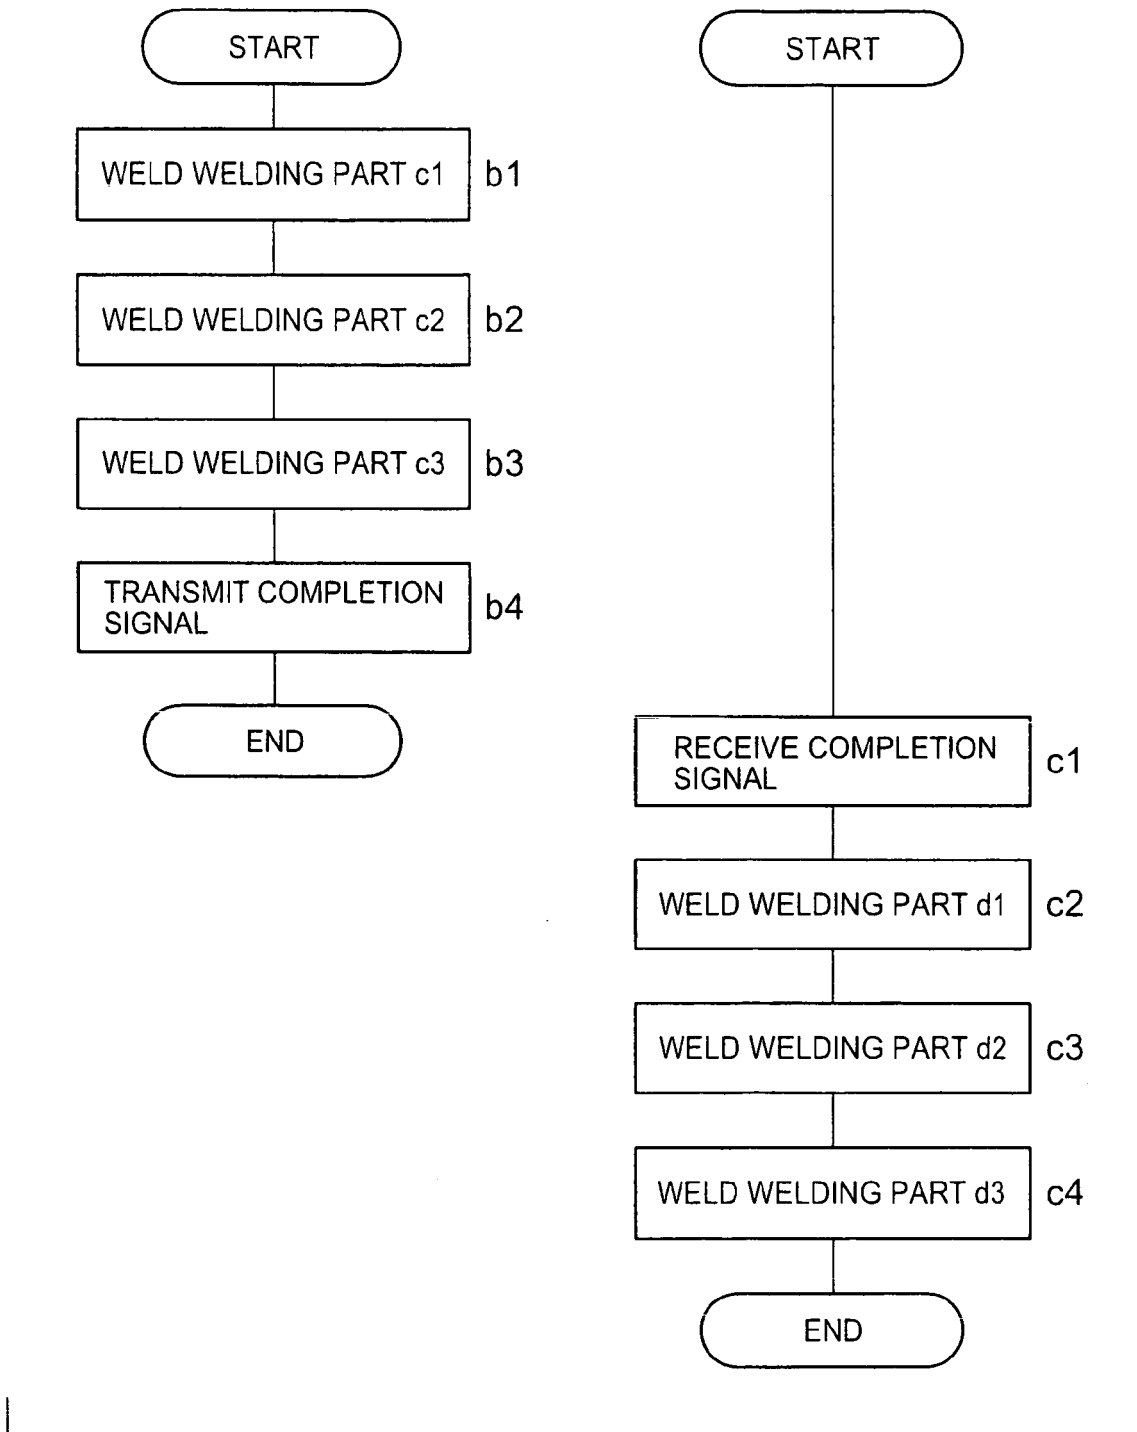 START
WELD WELDING PART c1 b1
WELD WELDING PART c2 b2
WELD WELDING PART c3 b3
TRANSMIT COMPLETION
SIGNAL
b4
END
START
RECEIVE COMPLETION
SIGNAL
c1
WELD WELDING PART d1 c2
WELD WELDING PART d2 c3
WELD WELDING PART d3 c4
END